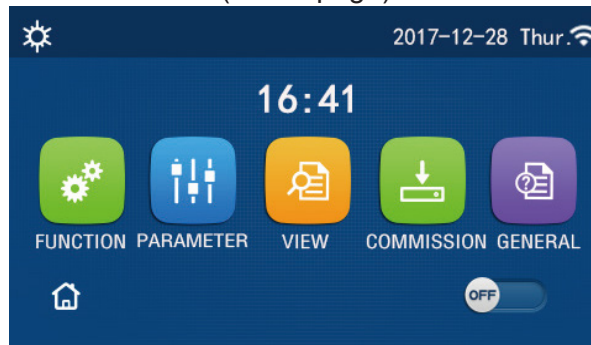 2017-12-28 Thur.
16:41
FUNCTION PARAMETER VIEW COMMISSION GENERAL
OFF